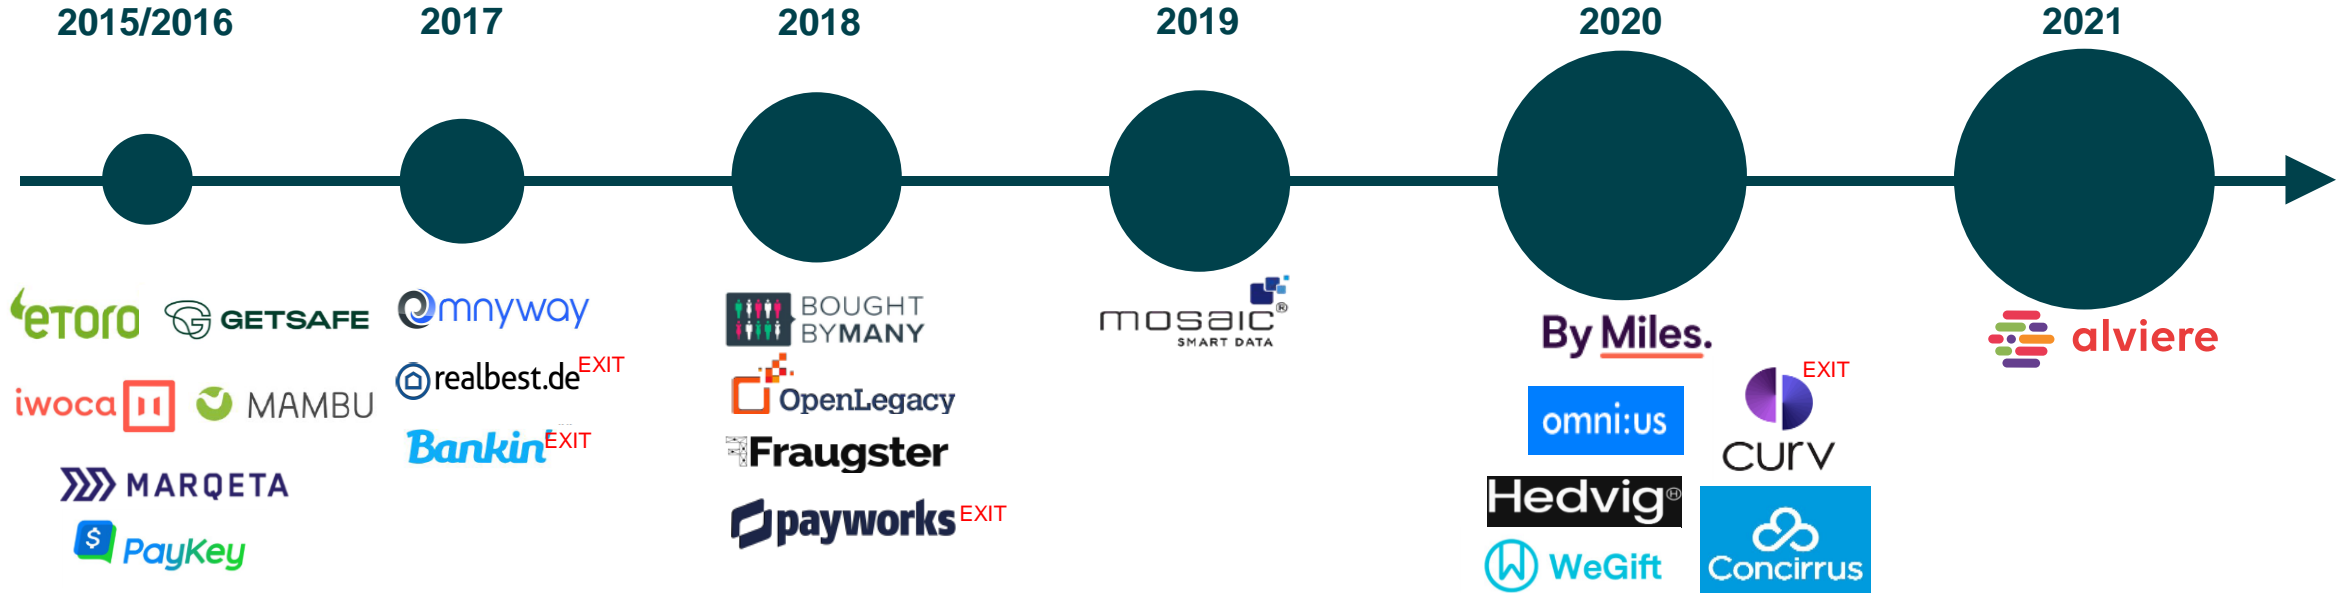 2015/2016
2017
2018
2019
2020
2021
eToro
GETSAFE
iwoca
MAMBU
MARQETA
$
PayKey
omnyway
realbest.de EXIT
Bankin' EXIT
BOUGHT
BYMANY
OpenLegacy
Fraugster
payworks EXIT
mosaic®
SMART DATA
By Miles.
omni:us
EXIT
curv
Hedvig Ⓗ
WeGift
Concirrus
alviere